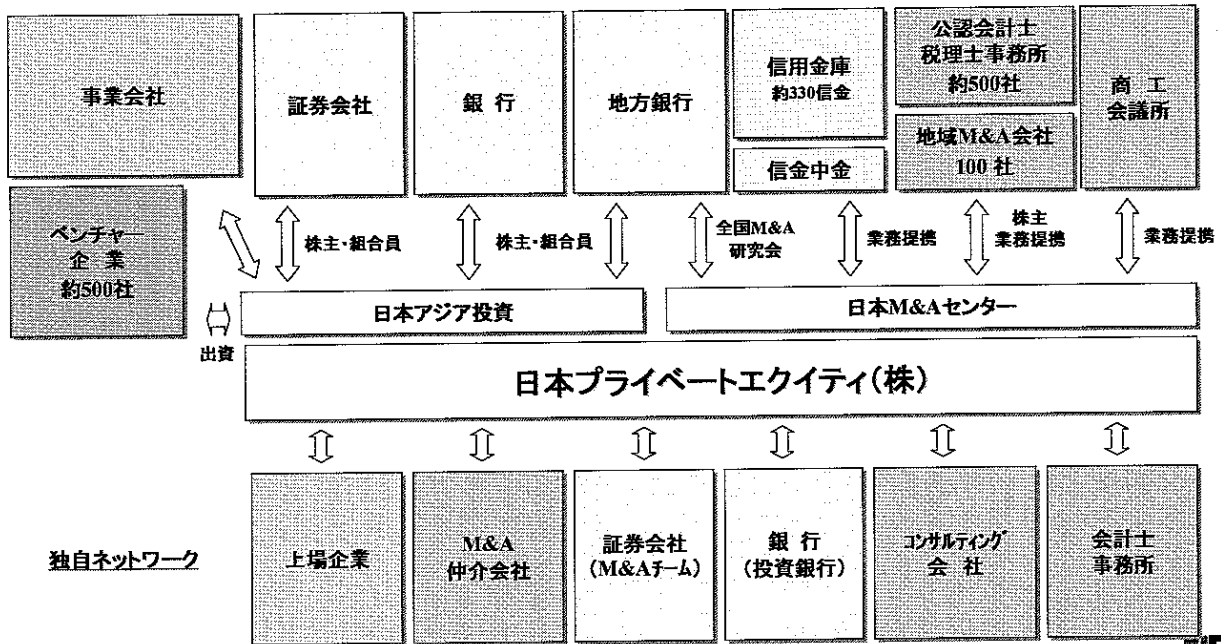 事業会社
証券会社
銀 行
地方銀行
信用金庫
約330信金
信金中金
公認会計士
税理士事務所
約500社
地域M&A会社
100 社
商 工
会議所
ベンチャー
企 業
約500社
株主・組合員
株主・組合員
全国M&A
研究会
業務提携
株主
業務提携
業務提携
出資
日本アジア投資
日本M&Aセンター
日本プライベートエクイティ(株)
独自ネットワーク
上場企業
M&A
仲介会社
証券会社
(M&Aチーム)
銀 行
(投資銀行)
コンサルティング
会 社
会計士
事務所